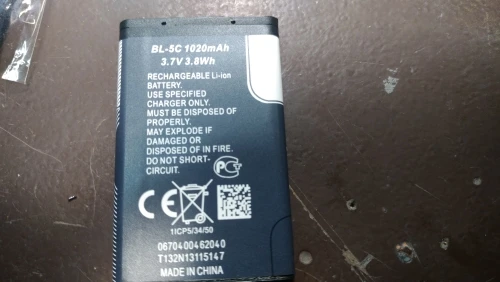 BL-5C 1020mAh
3.7V 3.8Wh
RECHARGEABLE Li-ion
BATTERY.
USE SPECIFIED
CHARGER ONLY.
MUST BE DISPOSED OF
PROPERLY.
MAY EXPLODE IF
DAMAGED OR
DISPOSED OF IN FIRE.
DO NOT SHORT-
CIRCUIT.
CE
1ICP5/34/50
0670400462040
T132N13115147
MADE IN CHINA